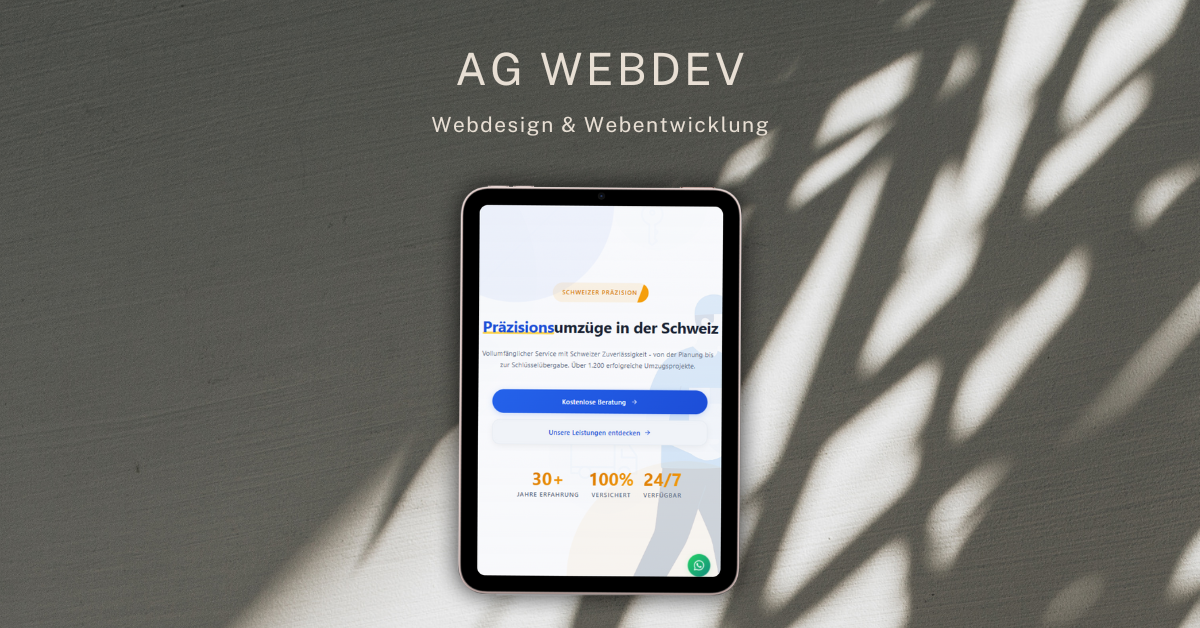 AG WEBDEV
Webdesign & Webentwicklung
SCHWEIZER PRÄZISION
Präzisionsumzüge in der Schweiz
Vollumfänglicher Service mit Schweizer Zuverlässigkeit – von der Planung bis
zur Schlüsselübergabe. Über 1.200 erfolgreiche Umzugsprojekte.
Kostenlose Beratung →
Unsere Leistungen entdecken →
30+ 100% 24/7
JAHRE ERFAHRUNG VERSICHERT VERFÜGBAR